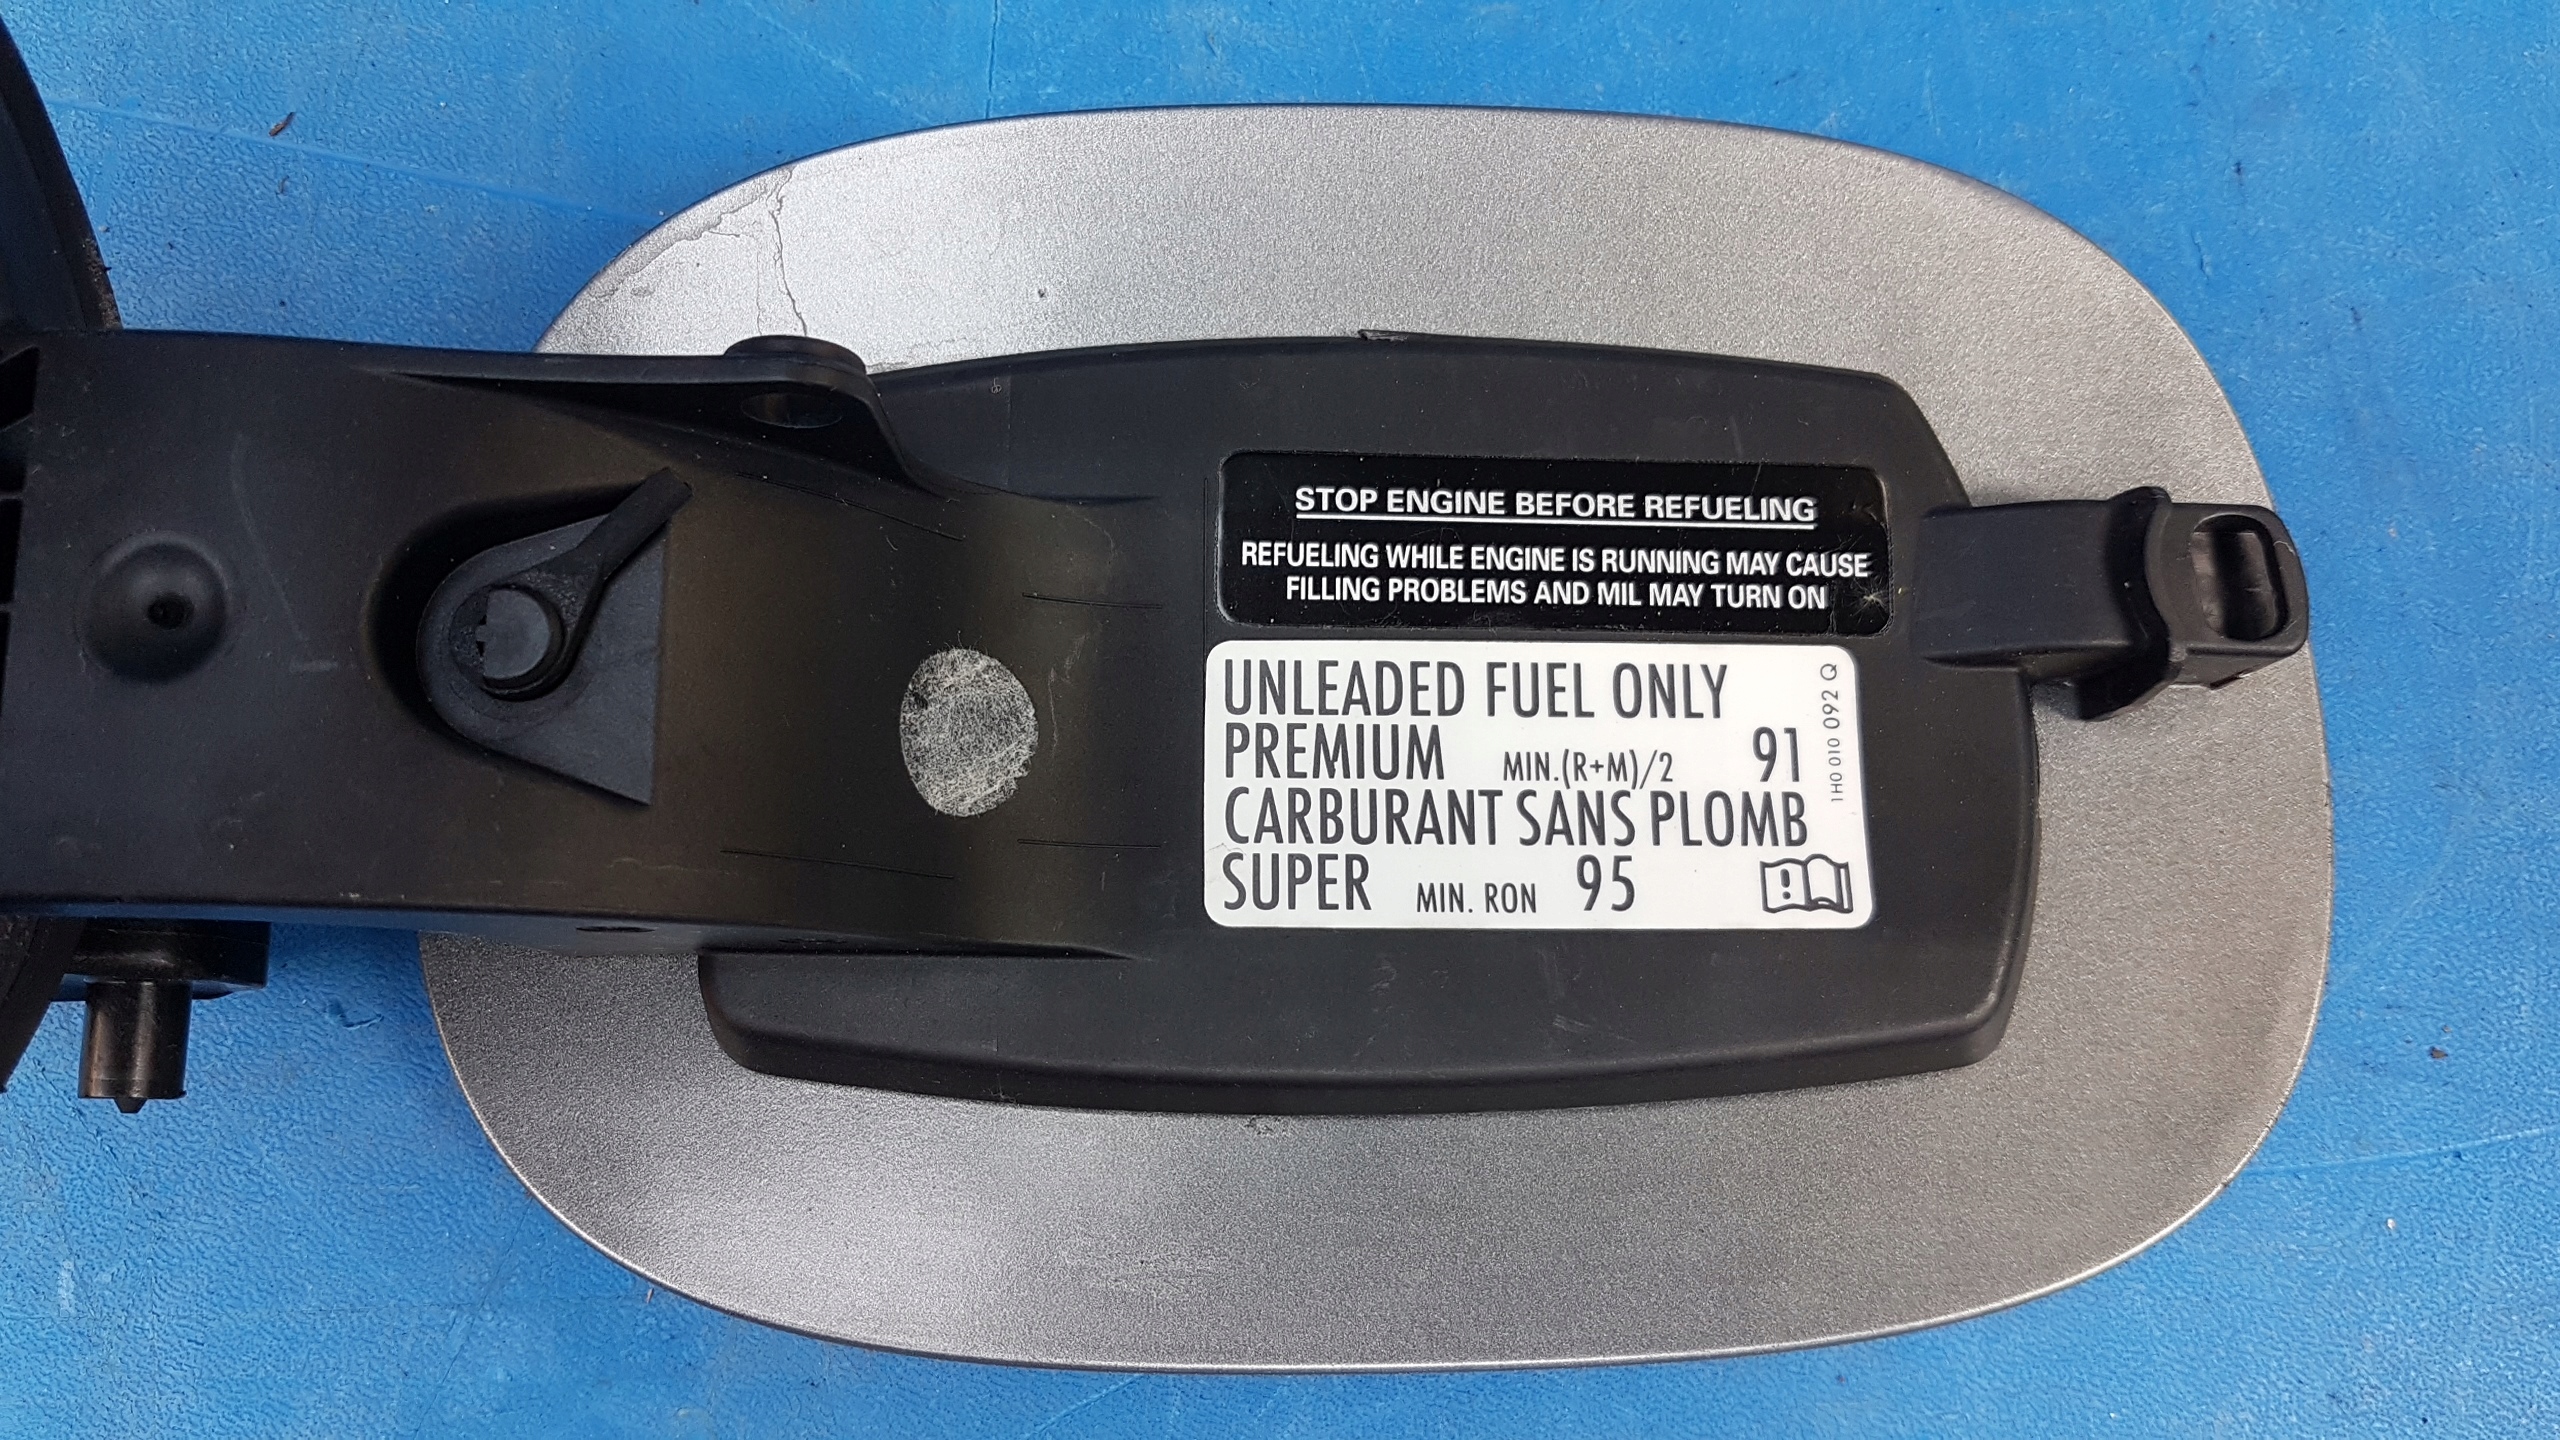 STOP ENGINE BEFORE REFUELING
REFUELING WHILE ENGINE IS RUNNING MAY CAUSE
FILLING PROBLEMS AND MIL MAY TURN ON
UNLEADED FUEL ONLY
PREMIUM MIN.(R+M)/2 91
CARBURANT SANS PLOMB
SUPER MIN. RON 95
1H0 010 092 Q